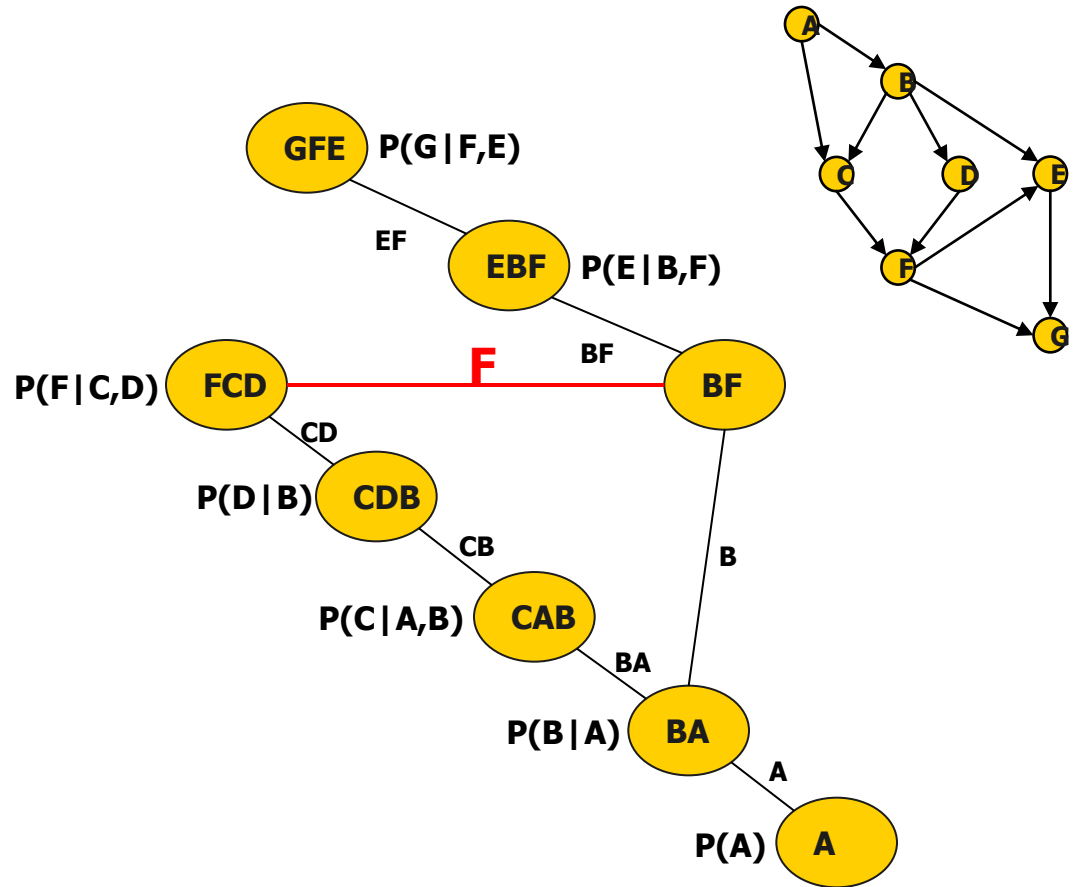 A
B
C
D
E
F
G
GFE
P(G|F,E)
EF
EBF
P(E|B,F)
BF
F
P(F|C,D)
FCD
BF
CD
P(D|B)
CDB
CB
B
P(C|A,B)
CAB
BA
P(B|A)
BA
A
P(A)
A